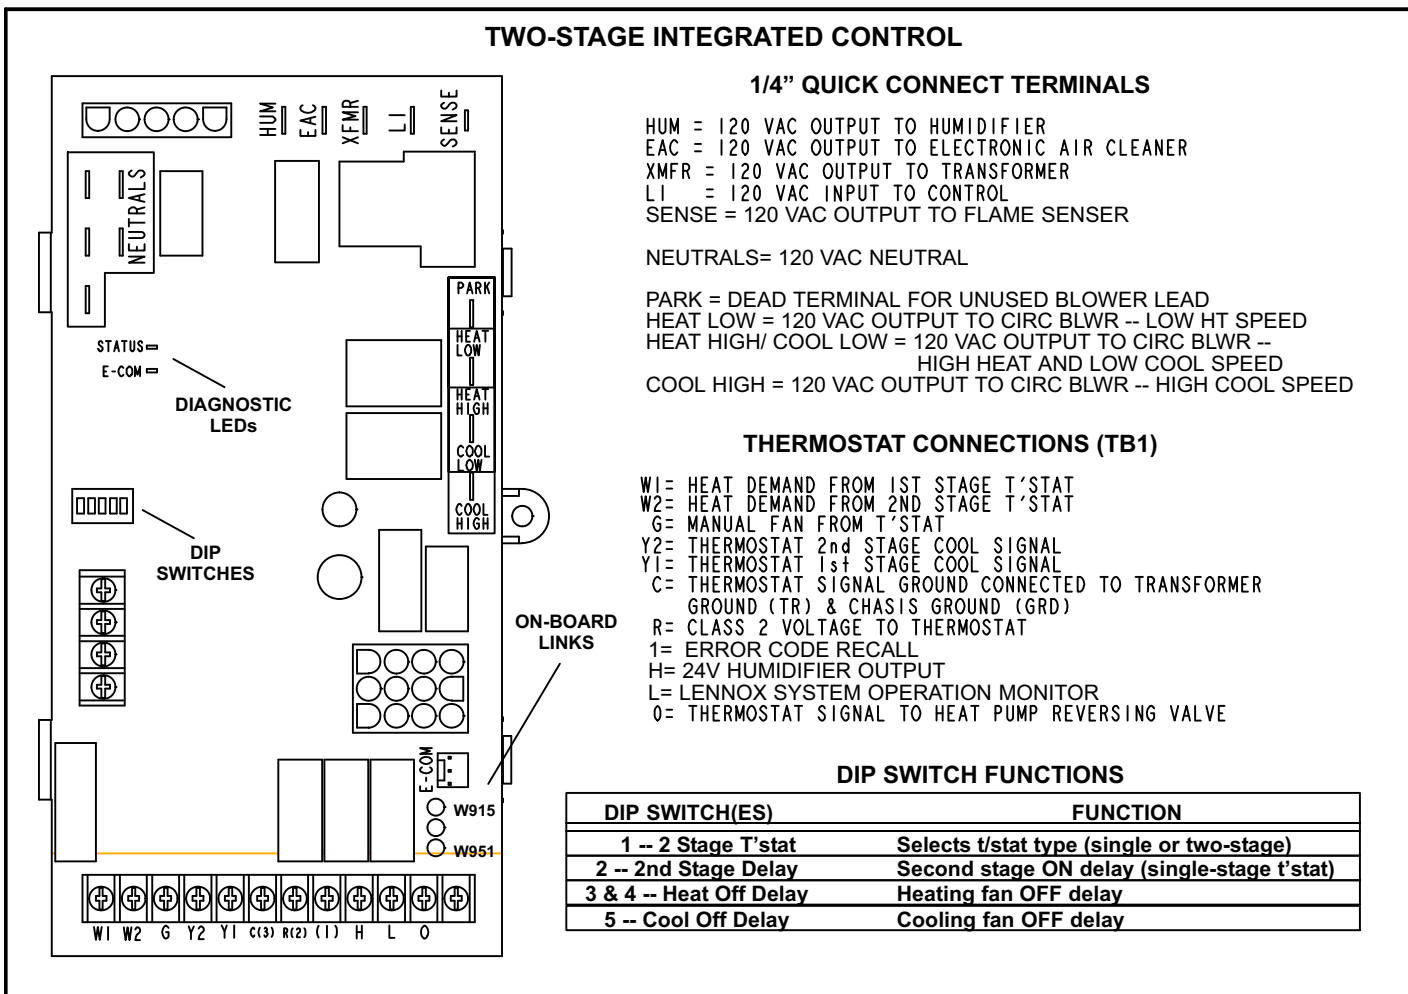 TWO-STAGE INTEGRATED CONTROL
HUM
EAC
XFMR
L1
SENSE
NEUTRALS
STATUS
E-COM
DIAGNOSTIC
LEDs
PARK
HEAT
LOW
HEAT
HIGH
COOL
LOW
COOL
HIGH
DIP
SWITCHES
ON-BOARD
LINKS
E-COM
W915
W951
W1 W2 G Y2 Y1 C(3) R(2) (1) H L O
1/4” QUICK CONNECT TERMINALS
HUM = 120 VAC OUTPUT TO HUMIDIFIER
EAC = 120 VAC OUTPUT TO ELECTRONIC AIR CLEANER
XMFR = 120 VAC OUTPUT TO TRANSFORMER
L1 = 120 VAC INPUT TO CONTROL
SENSE = 120 VAC OUTPUT TO FLAME SENSER
NEUTRALS= 120 VAC NEUTRAL
PARK = DEAD TERMINAL FOR UNUSED BLOWER LEAD
HEAT LOW = 120 VAC OUTPUT TO CIRC BLWR -- LOW HT SPEED
HEAT HIGH/ COOL LOW = 120 VAC OUTPUT TO CIRC BLWR --
HIGH HEAT AND LOW COOL SPEED
COOL HIGH = 120 VAC OUTPUT TO CIRC BLWR -- HIGH COOL SPEED
THERMOSTAT CONNECTIONS (TB1)
W1= HEAT DEMAND FROM 1ST STAGE T'STAT
W2= HEAT DEMAND FROM 2ND STAGE T'STAT
G= MANUAL FAN FROM T'STAT
Y2= THERMOSTAT 2nd STAGE COOL SIGNAL
Y1= THERMOSTAT 1st STAGE COOL SIGNAL
C= THERMOSTAT SIGNAL GROUND CONNECTED TO TRANSFORMER
GROUND (TR) & CHASIS GROUND (GRD)
R= CLASS 2 VOLTAGE TO THERMOSTAT
1= ERROR CODE RECALL
H= 24V HUMIDIFIER OUTPUT
L= LENNOX SYSTEM OPERATION MONITOR
O= THERMOSTAT SIGNAL TO HEAT PUMP REVERSING VALVE
DIP SWITCH FUNCTIONS
DIP SWITCH(ES) FUNCTION
1 -- 2 Stage T’stat Selects t/stat type (single or two-stage)
2 -- 2nd Stage Delay Second stage ON delay (single-stage t’stat)
3 & 4 -- Heat Off Delay Heating fan OFF delay
5 -- Cool Off Delay Cooling fan OFF delay